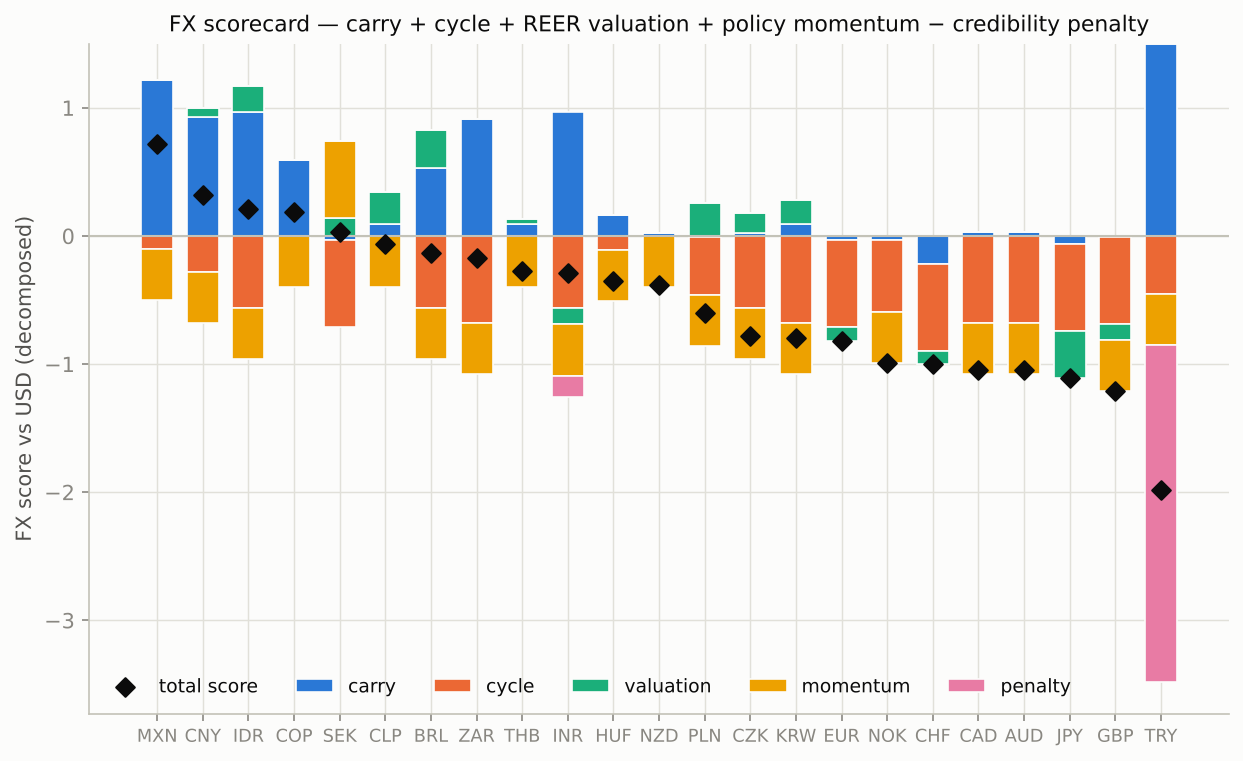 FX scorecard — carry + cycle + REER valuation + policy momentum − credibility penalty
FX score vs USD (decomposed)
1
0
−1
−2
−3
total score carry cycle valuation momentum penalty
MXN CNY IDR COP SEK CLP BRL ZAR THB INR HUF NZD PLN CZK KRW EUR NOK CHF CAD AUD JPY GBP TRY